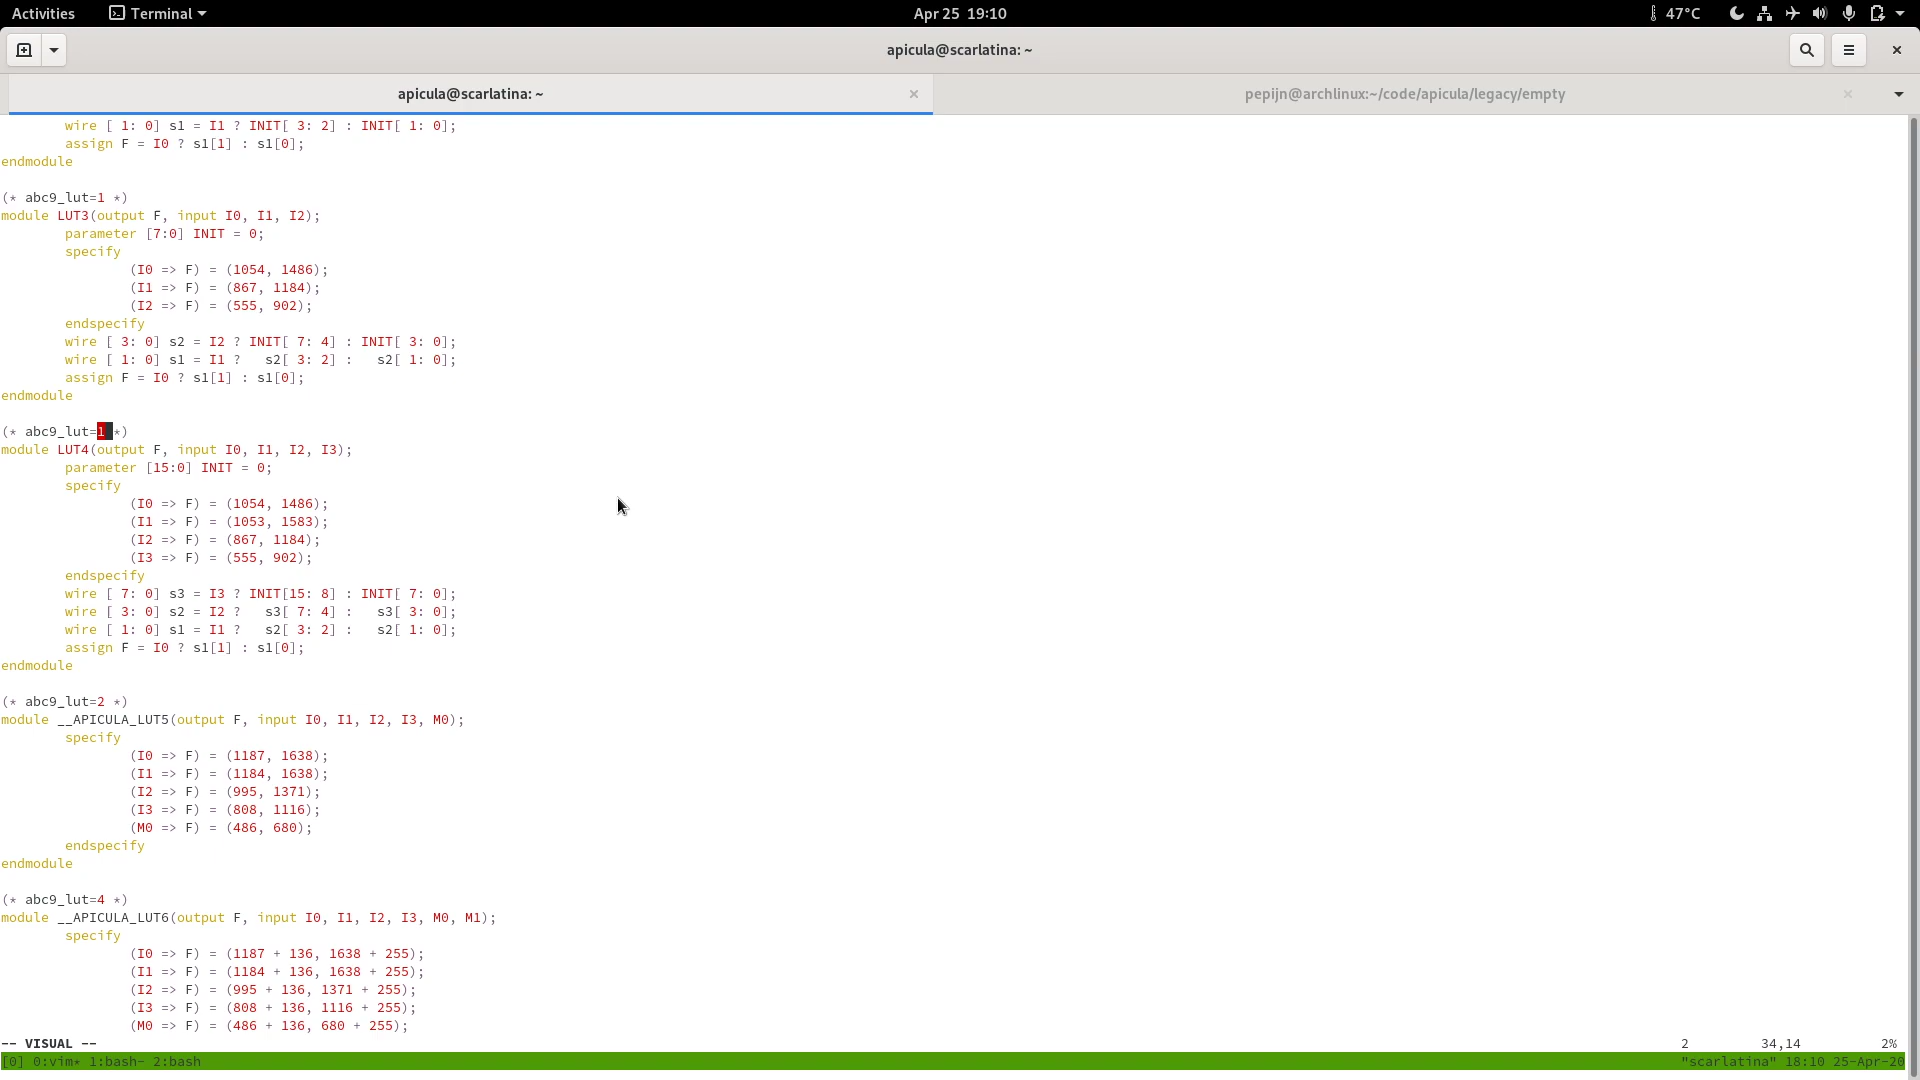 Activities Terminal Apr 25 19:10 47°C
apicula@scarlatina: ~
apicula@scarlatina: ~ pepijn@archlinux:~/code/apicula/legacy/empty
wire [ 1: 0] s1 = I1 ? INIT[ 3: 2] : INIT[ 1: 0];
assign F = I0 ? s1[1] : s1[0];
endmodule
(* abc9_lut=1 *)
module LUT3(output F, input I0, I1, I2);
parameter [7:0] INIT = 0;
specify
(I0 => F) = (1054, 1486);
(I1 => F) = (867, 1184);
(I2 => F) = (555, 902);
endspecify
wire [ 3: 0] s2 = I2 ? INIT[ 7: 4] : INIT[ 3: 0];
wire [ 1: 0] s1 = I1 ?   s2[ 3: 2] :   s2[ 1: 0];
assign F = I0 ? s1[1] : s1[0];
endmodule
(* abc9_lut=1 *)
module LUT4(output F, input I0, I1, I2, I3);
parameter [15:0] INIT = 0;
specify
(I0 => F) = (1054, 1486);
(I1 => F) = (1053, 1583);
(I2 => F) = (867, 1184);
(I3 => F) = (555, 902);
endspecify
wire [ 7: 0] s3 = I3 ? INIT[15: 8] : INIT[ 7: 0];
wire [ 3: 0] s2 = I2 ?   s3[ 7: 4] :   s3[ 3: 0];
wire [ 1: 0] s1 = I1 ?   s2[ 3: 2] :   s2[ 1: 0];
assign F = I0 ? s1[1] : s1[0];
endmodule
(* abc9_lut=2 *)
module __APICULA_LUT5(output F, input I0, I1, I2, I3, M0);
specify
(I0 => F) = (1187, 1638);
(I1 => F) = (1184, 1638);
(I2 => F) = (995, 1371);
(I3 => F) = (808, 1116);
(M0 => F) = (486, 680);
endspecify
endmodule
(* abc9_lut=4 *)
module __APICULA_LUT6(output F, input I0, I1, I2, I3, M0, M1);
specify
(I0 => F) = (1187 + 136, 1638 + 255);
(I1 => F) = (1184 + 136, 1638 + 255);
(I2 => F) = (995 + 136, 1371 + 255);
(I3 => F) = (808 + 136, 1116 + 255);
(M0 => F) = (486 + 136, 680 + 255);
-- VISUAL -- 2 34,14 2%
[0] 0:vim* 1:bash- 2:bash "scarlatina" 18:10 25-Apr-20